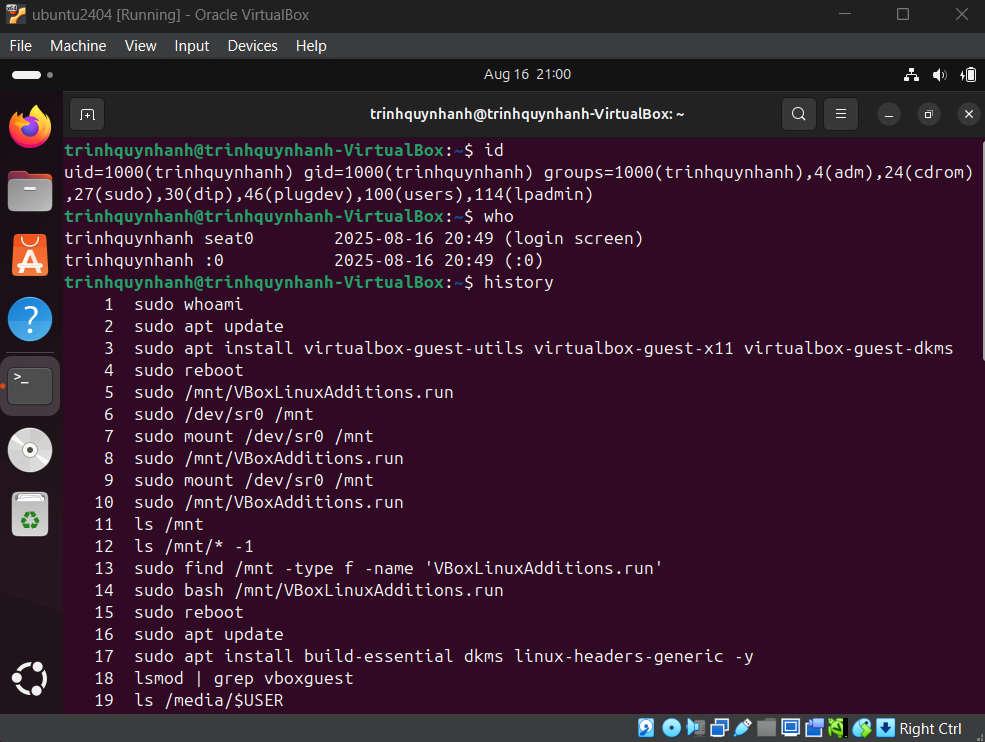 ubuntu2404 [Running] - Oracle VirtualBox
File Machine View Input Devices Help
Aug 16 21:00
trinhquynhanh@trinhquynhanh-VirtualBox: ~
trinhquynhanh@trinhquynhanh-VirtualBox:~$ id
uid=1000(trinhquynhanh) gid=1000(trinhquynhanh) groups=1000(trinhquynhanh),4(adm),24(cdrom)
,27(sudo),30(dip),46(plugdev),100(users),114(lpadmin)
trinhquynhanh@trinhquynhanh-VirtualBox:~$ who
trinhquynhanh seat0        2025-08-16 20:49 (login screen)
trinhquynhanh :0           2025-08-16 20:49 (:0)
trinhquynhanh@trinhquynhanh-VirtualBox:~$ history
    1  sudo whoami
    2  sudo apt update
    3  sudo apt install virtualbox-guest-utils virtualbox-guest-x11 virtualbox-guest-dkms
    4  sudo reboot
    5  sudo /mnt/VBoxLinuxAdditions.run
    6  sudo /dev/sr0 /mnt
    7  sudo mount /dev/sr0 /mnt
    8  sudo /mnt/VBoxAdditions.run
    9  sudo mount /dev/sr0 /mnt
   10  sudo /mnt/VBoxAdditions.run
   11  ls /mnt
   12  ls /mnt/* -1
   13  sudo find /mnt -type f -name 'VBoxLinuxAdditions.run'
   14  sudo bash /mnt/VBoxLinuxAdditions.run
   15  sudo reboot
   16  sudo apt update
   17  sudo apt install build-essential dkms linux-headers-generic -y
   18  lsmod | grep vboxguest
   19  ls /media/$USER
Right Ctrl